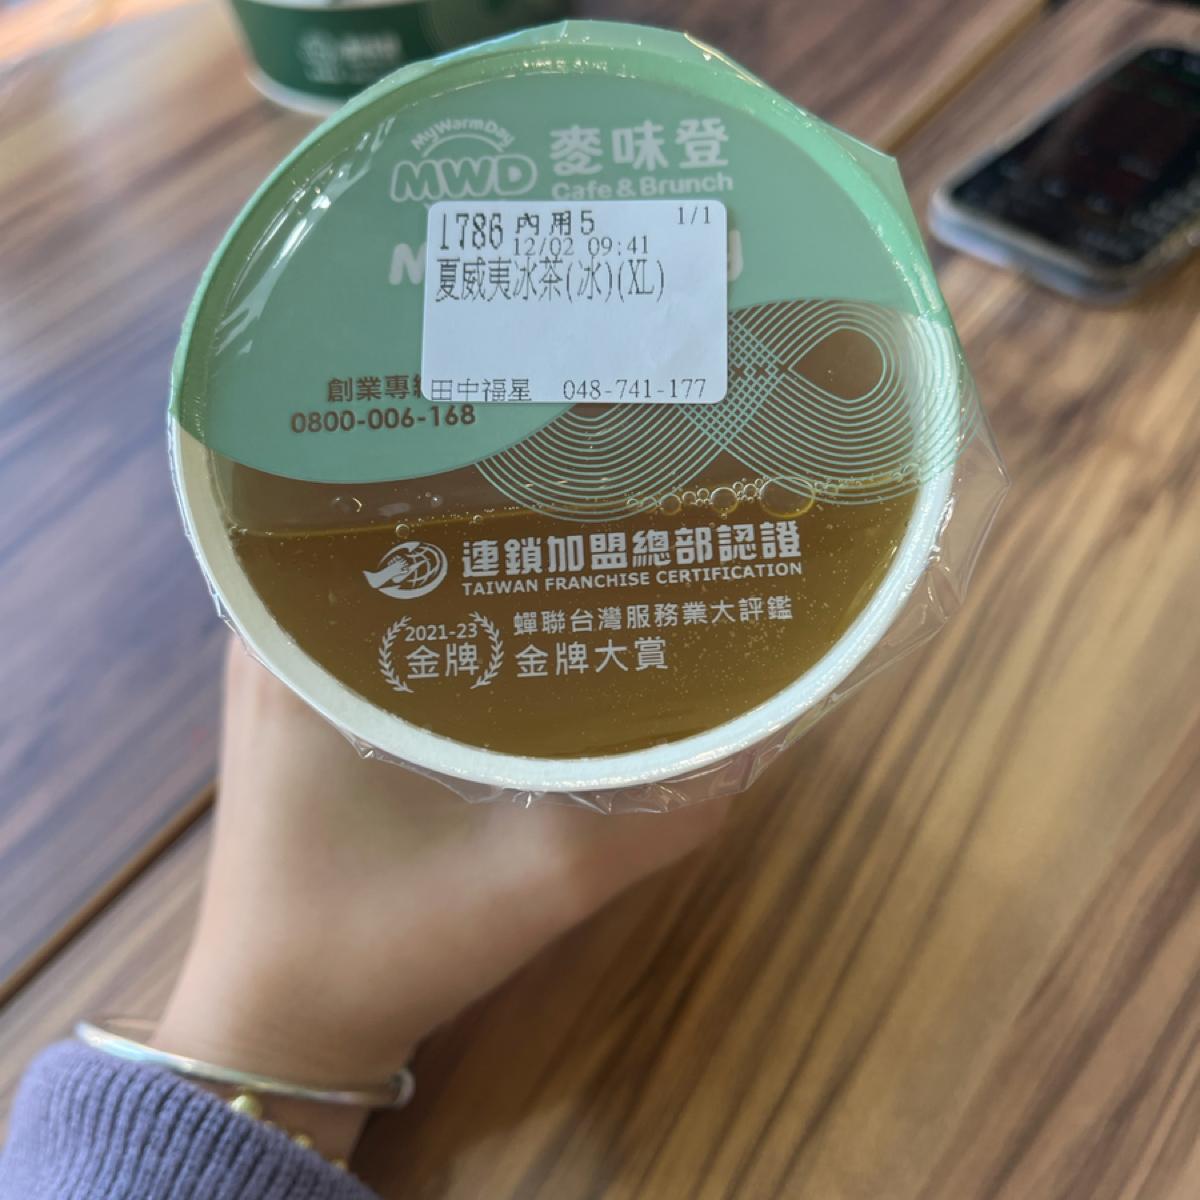 MyWarmDay
MWD
麥味登
Cafe & Brunch
1786 內用5 1/1
12/02 09:41
夏威夷冰茶(冰)(XL)
田中福星 048-741-177
創業專
0800-006-168
連鎖加盟總部認證
TAIWAN FRANCHISE CERTIFICATION
2021-23
金牌
蟬聯台灣服務業大評鑑
金牌大賞